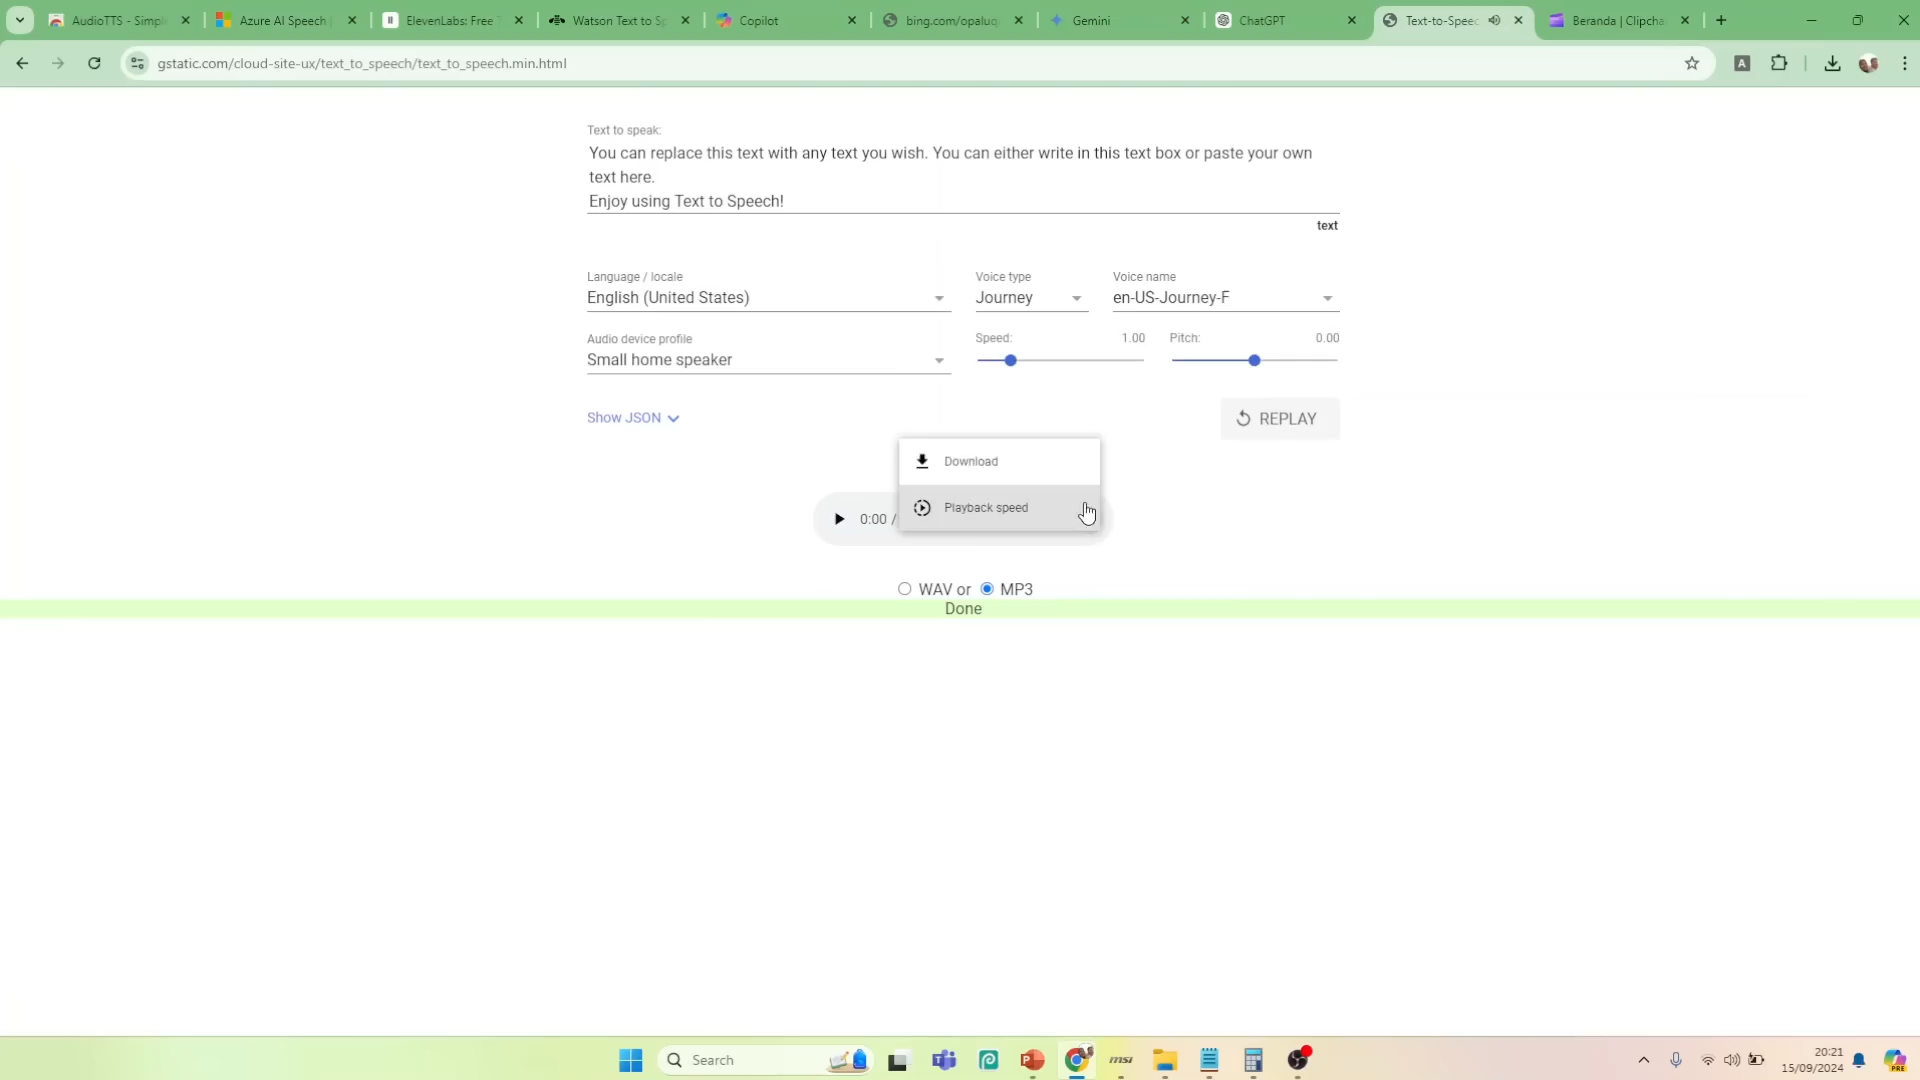 AudioTTS - Simpl
Azure AI Speech
ElevenLabs: Free T
Watson Text to Sp
Copilot
bing.com/opaluq
Gemini
ChatGPT
Text-to-Speec
Beranda | Clipcha
gstatic.com/cloud-site-ux/text_to_speech/text_to_speech.min.html
Text to speak:
You can replace this text with any text you wish. You can either write in this text box or paste your own
text here.
Enjoy using Text to Speech!
text
Language / locale
English (United States)
Voice type
Journey
Voice name
en-US-Journey-F
Audio device profile
Small home speaker
Speed: 1.00
Pitch: 0.00
Show JSON
REPLAY
Download
Playback speed
0:00 /
WAV or MP3
Done
Search
msi
PRE
20:21
15/09/2024